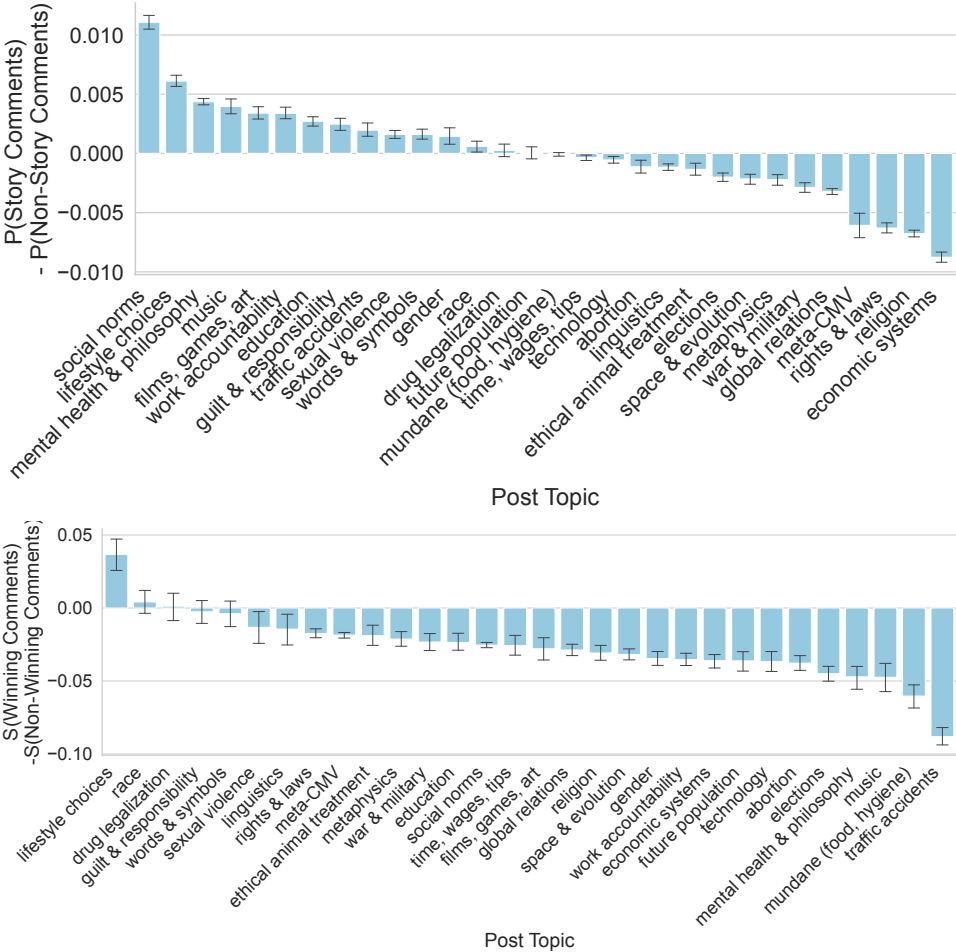 P(Story Comments)
- P(Non-Story Comments)
0.010
0.005
0.000
−0.005
−0.010
social norms
lifestyle choices
mental health & philosophy
music
films, games, art
work accountability
education
guilt & responsibility
traffic accidents
sexual violence
words & symbols
gender
race
drug legalization
future population
mundane (food, hygiene)
time, wages, tips
technology
abortion
linguistics
ethical animal treatment
elections
space & evolution
metaphysics
war & military
global relations
meta-CMV
rights & laws
religion
economic systems
Post Topic
S(Winning Comments)
-S(Non-Winning Comments)
0.05
0.00
−0.05
−0.10
lifestyle choices
race
drug legalization
guilt & responsibility
words & symbols
sexual violence
linguistics
rights & laws
meta-CMV
ethical animal treatment
metaphysics
war & military
education
social norms
time, wages, tips
films, games, art
global relations
religion
space & evolution
gender
work accountability
economic systems
future population
technology
abortion
elections
mental health & philosophy
music
mundane (food, hygiene)
traffic accidents
Post Topic